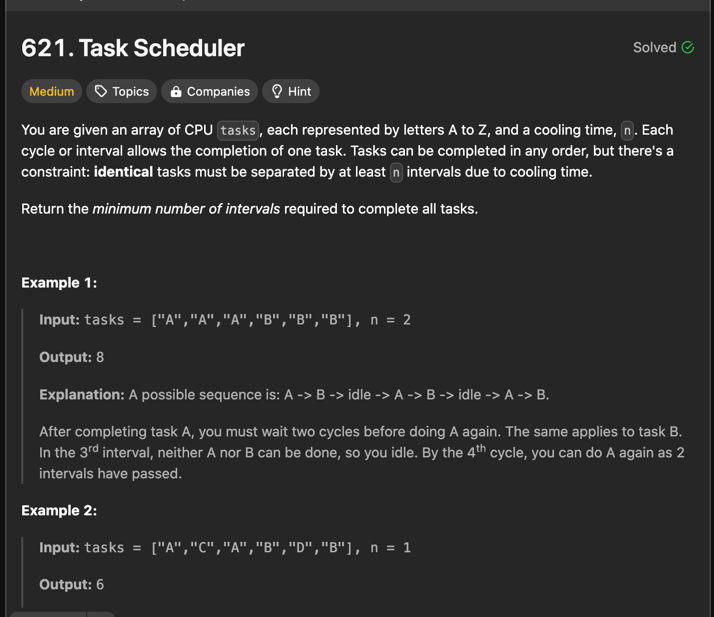 621. Task Scheduler
Solved
Medium Topics Companies Hint
You are given an array of CPU tasks, each represented by letters A to Z, and a cooling time, n. Each
cycle or interval allows the completion of one task. Tasks can be completed in any order, but there's a
constraint: identical tasks must be separated by at least n intervals due to cooling time.
Return the minimum number of intervals required to complete all tasks.
Example 1:
Input: tasks = ["A","A","A","B","B","B"], n = 2
Output: 8
Explanation: A possible sequence is: A -> B -> idle -> A -> B -> idle -> A -> B.
After completing task A, you must wait two cycles before doing A again. The same applies to task B.
In the 3rd interval, neither A nor B can be done, so you idle. By the 4th cycle, you can do A again as 2
intervals have passed.
Example 2:
Input: tasks = ["A","C","A","B","D","B"], n = 1
Output: 6